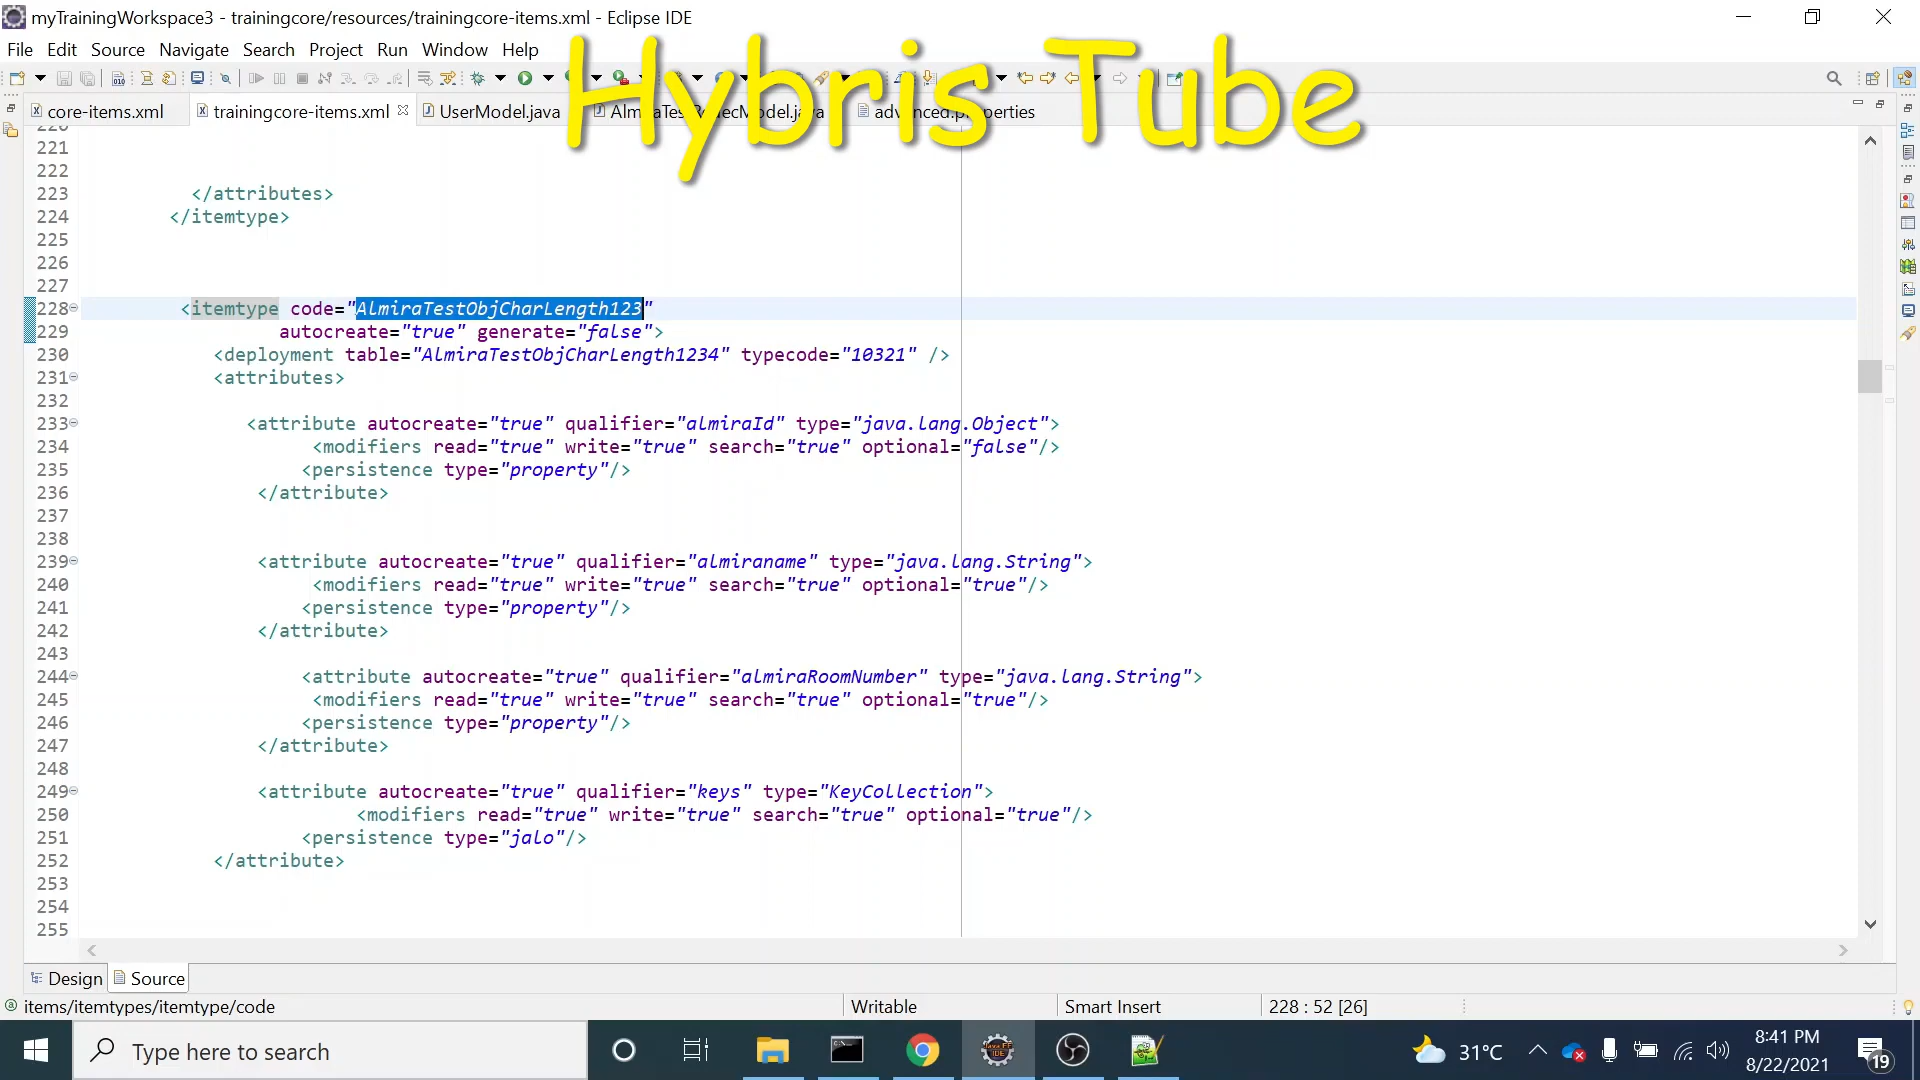 myTrainingWorkspace3 - trainingcore/resources/trainingcore-items.xml - Eclipse IDE
File Edit Source Navigate Search Project Run Window Help
Hybris Tube
core-items.xml trainingcore-items.xml UserModel.java advanced.properties
221
222
223 </attributes>
224 </itemtype>
225
226
227
228 <itemtype code="AlmiraTestObjCharLength123"
229 autocreate="true" generate="false">
230 <deployment table="AlmiraTestObjCharLength1234" typecode="10321" />
231 <attributes>
232
233 <attribute autocreate="true" qualifier="almiraId" type="java.lang.Object">
234 <modifiers read="true" write="true" search="true" optional="false"/>
235 <persistence type="property"/>
236 </attribute>
237
238
239 <attribute autocreate="true" qualifier="almiraname" type="java.lang.String">
240 <modifiers read="true" write="true" search="true" optional="true"/>
241 <persistence type="property"/>
242 </attribute>
243
244 <attribute autocreate="true" qualifier="almiraRoomNumber" type="java.lang.String">
245 <modifiers read="true" write="true" search="true" optional="true"/>
246 <persistence type="property"/>
247 </attribute>
248
249 <attribute autocreate="true" qualifier="keys" type="KeyCollection">
250 <modifiers read="true" write="true" search="true" optional="true"/>
251 <persistence type="jalo"/>
252 </attribute>
253
254
255
Design Source
items/itemtypes/itemtype/code Writable Smart Insert 228 : 52 [26]
Type here to search
31°C
8:41 PM
8/22/2021
19